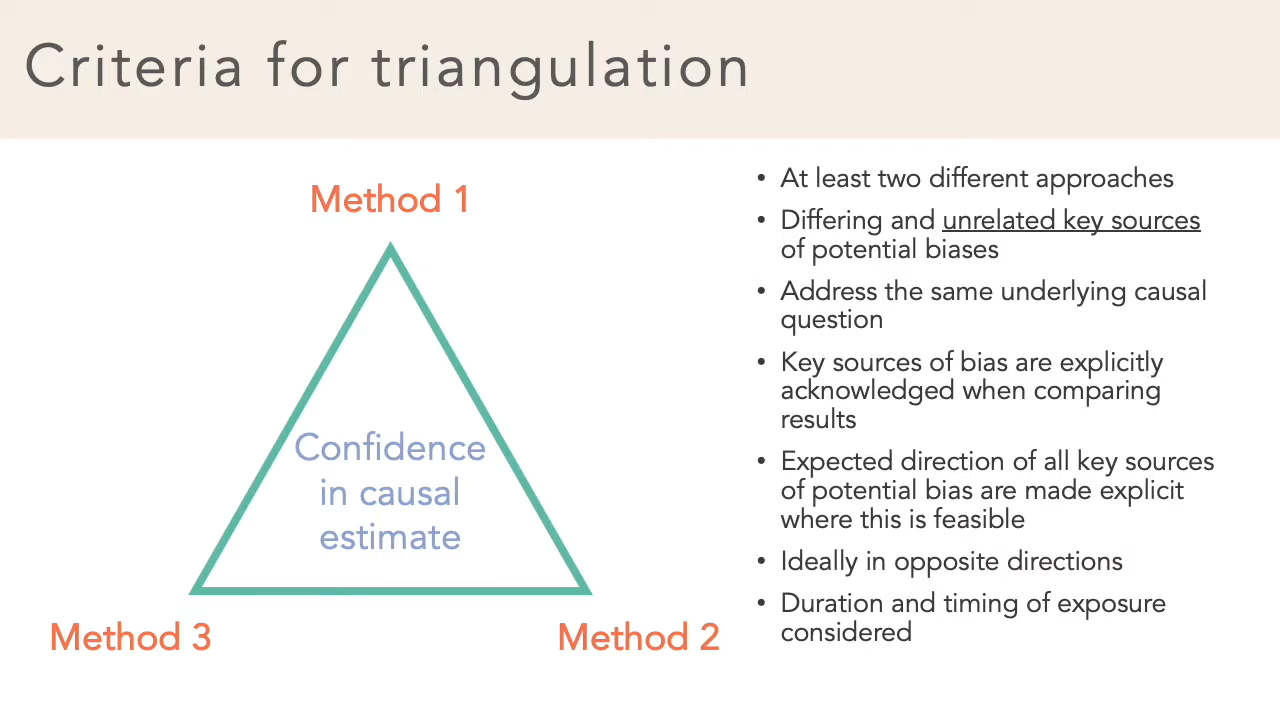 Criteria for triangulation
Method 1
Confidence
in causal
estimate
Method 3
Method 2
• At least two different approaches
• Differing and unrelated key sources
of potential biases
• Address the same underlying causal
question
• Key sources of bias are explicitly
acknowledged when comparing
results
• Expected direction of all key sources
of potential bias are made explicit
where this is feasible
• Ideally in opposite directions
• Duration and timing of exposure
considered